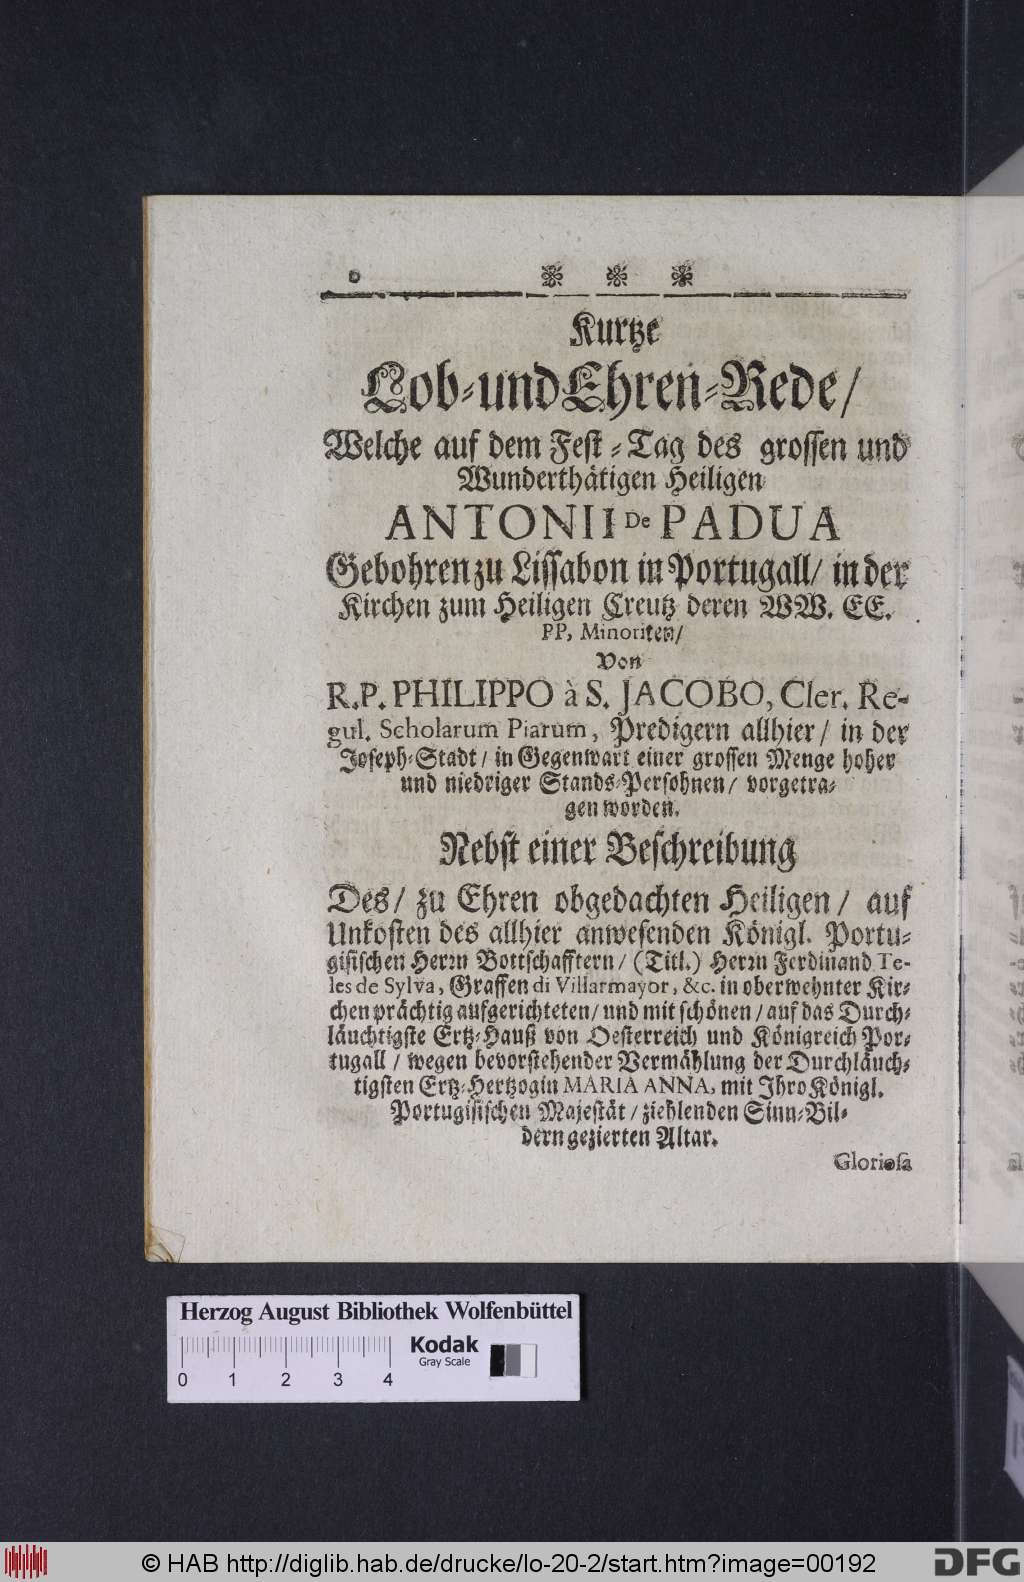 Kurtze
Lob-und Ehren-Rede/
Welche auf dem Fest-Tag des grossen und
Wunderthätigen Heiligen
ANTONII De PADUA
Gebohren zu Lissabon in Portugall/ in der
Kirchen zum Heiligen Creutz deren WW. EE.
PP, Minoriten/
Von
R.P. PHILIPPO à S. JACOBO, Cler. Re-
gul. Scholarum Piarum, Predigern allhier/ in der
Joseph-Stadt/ in Gegenwart einer grossen Menge hoher
und niedriger Stands-Persohnen/ vorgetra-
gen worden.
Nebst einer Beschreibung
Des/ zu Ehren obgedachten Heiligen/ auf
Unkosten des allhier anwesenden Königl. Portu-
gisischen Herrn Bottschafftern/ (Titl.) Herrn Ferdinand Te-
les de Sylva, Graffen di Villarmayor, &c. in oberwehnter Kir-
chen prächtig aufgerichteten/ und mit schönen/ auf das Durch-
läuchtigste Ertz-Hauß von Oesterreich und Königreich Por-
tugall/ wegen bevorstehender Vermählung der Durchläuch-
tigsten Ertz-Hertzogin MARIA ANNA, mit Ihro Königl.
Portugisischen Majestät/ ziehlenden Sinn-Bil-
dern gezierten Altar.
Gloriosa
Herzog August Bibliothek Wolfenbüttel
Kodak
Gray Scale
0 1 2 3 4
© HAB http://diglib.hab.de/drucke/lo-20-2/start.htm?image=00192
DFG